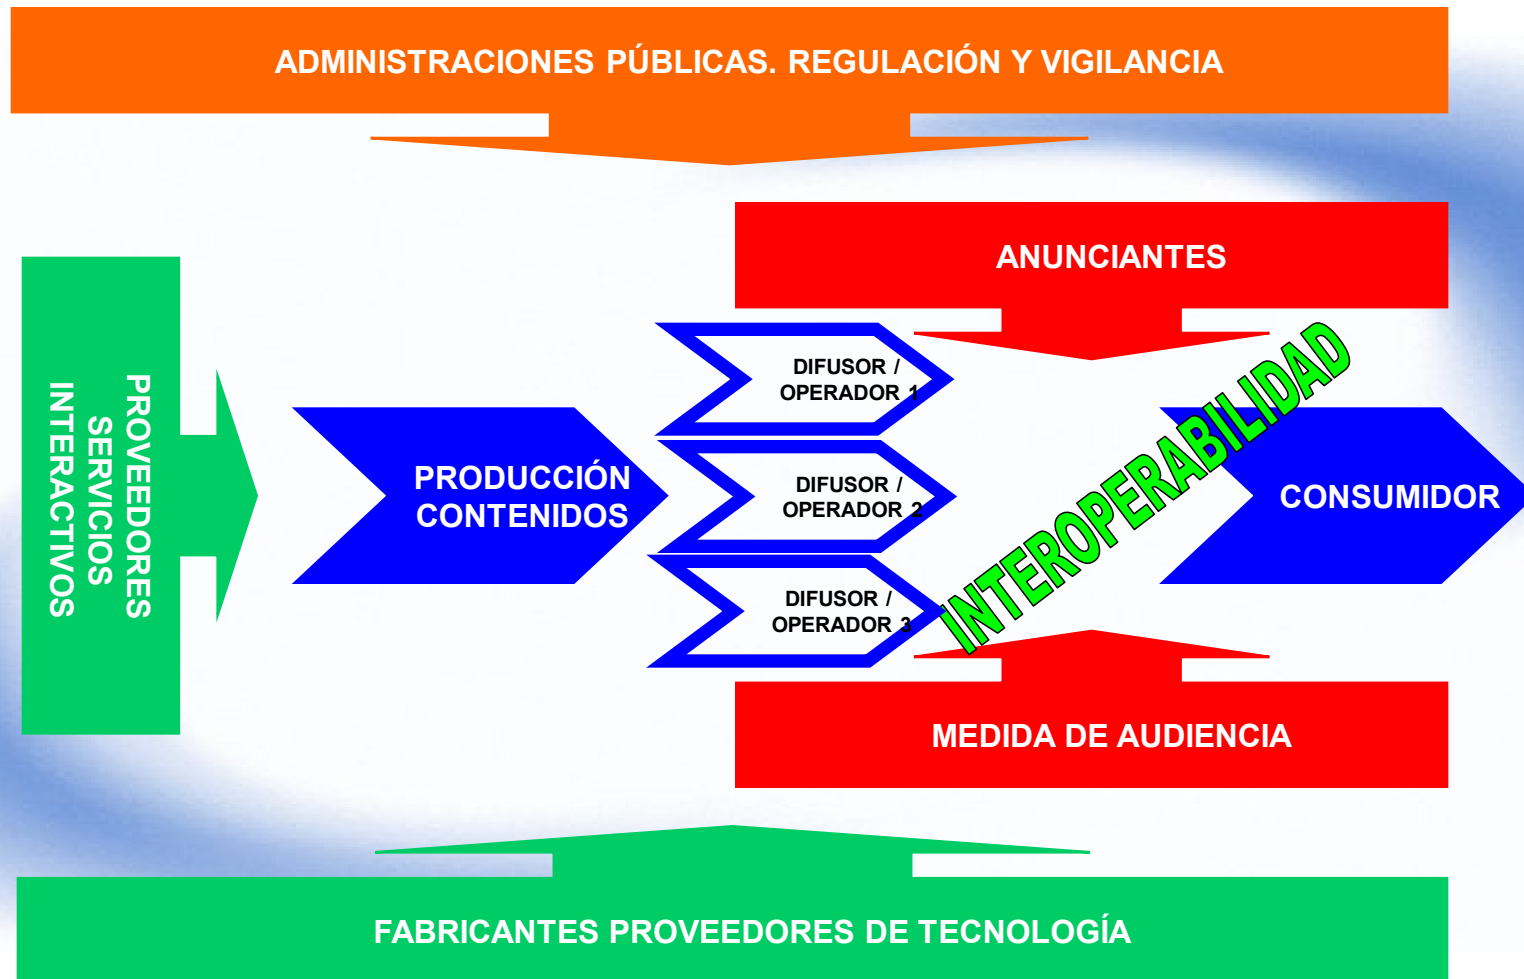 ADMINISTRACIONES PÚBLICAS. REGULACIÓN Y VIGILANCIA
ANUNCIANTES
PROVEEDORES
SERVICIOS
INTERACTIVOS
PRODUCCIÓN
CONTENIDOS
DIFUSOR /
OPERADOR 1
DIFUSOR /
OPERADOR 2
DIFUSOR /
OPERADOR 3
INTEROPERABILIDAD
CONSUMIDOR
MEDIDA DE AUDIENCIA
FABRICANTES PROVEEDORES DE TECNOLOGÍA